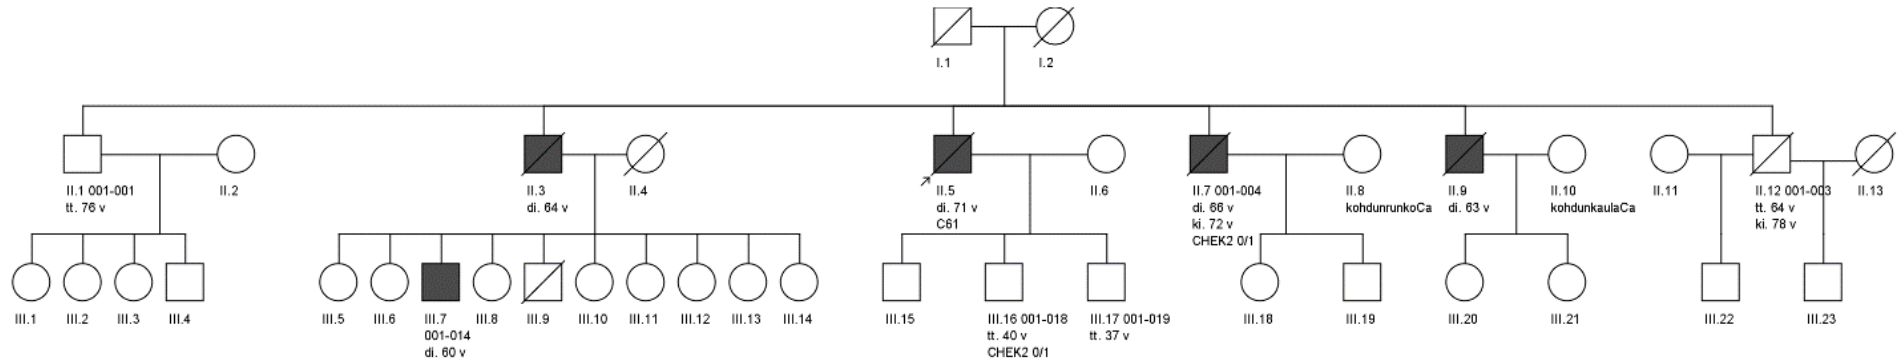 I.1
I.2
II.1 001-001
tt. 76 v
II.2
II.3
di. 64 v
II.4
II.5
di. 71 v
C61
II.6
II.7 001-004
di. 66 v
ki. 72 v
CHEK2 0/1
II.8
kohdunrunkoCa
II.9
di. 63 v
II.10
kohdunkaulaCa
II.11
II.12 001-003
tt. 64 v
ki. 78 v
II.13
III.1
III.2
III.3
III.4
III.5
III.6
III.7
001-014
di. 60 v
III.8
III.9
III.10
III.11
III.12
III.13
III.14
III.15
III.16 001-018
tt. 40 v
CHEK2 0/1
III.17 001-019
tt. 37 v
III.18
III.19
III.20
III.21
III.22
III.23